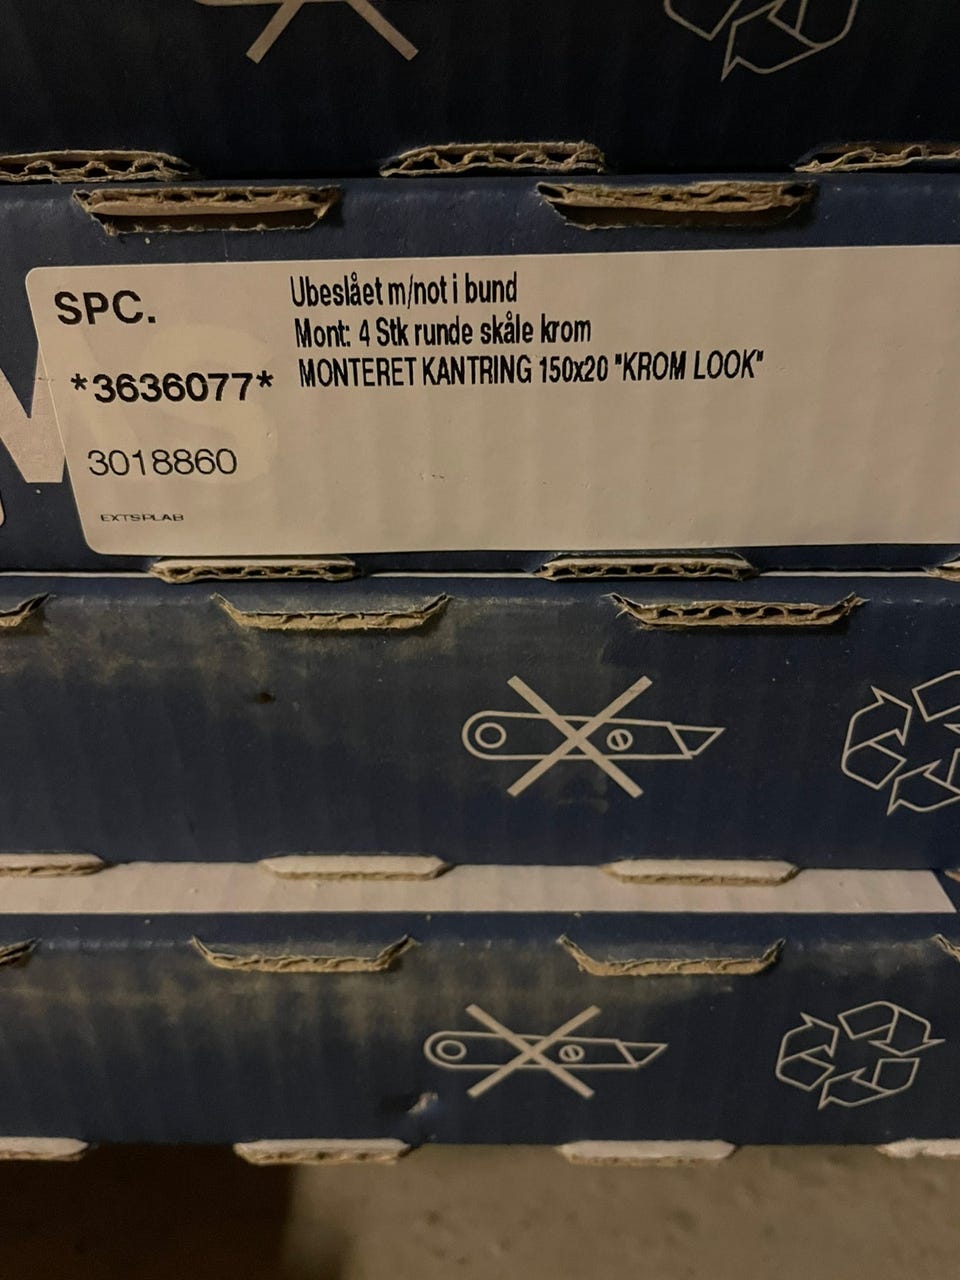 SPC.
*3636077*
3018860
EXTSPLAB
Ubeslået m/not i bund
Mont: 4 Stk runde skåle krom
MONTERET KANTRING 150x20 "KROM LOOK"